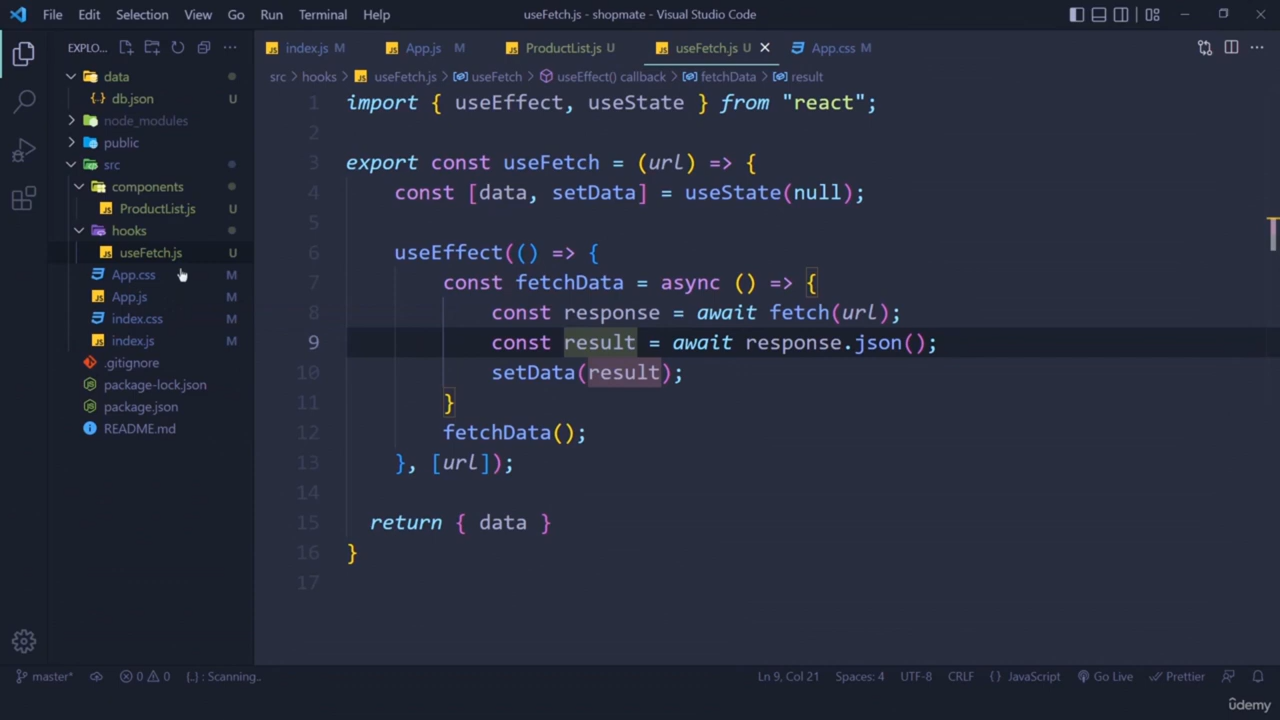 File Edit Selection View Go Run Terminal Help useFetch.js - shopmate - Visual Studio Code
EXPLO...
index.js M App.js M ProductList.js U useFetch.js U App.css M
src > hooks > useFetch.js > useFetch > useEffect() callback > fetchData > result
data
db.json U
node_modules
public
src
components
ProductList.js U
hooks
useFetch.js U
App.css M
App.js M
index.css M
index.js M
.gitignore
package-lock.json
package.json
README.md
1 import { useEffect, useState } from "react";
2
3 export const useFetch = (url) => {
4 const [data, setData] = useState(null);
5
6 useEffect(() => {
7 const fetchData = async () => {
8 const response = await fetch(url);
9 const result = await response.json();
10 setData(result);
11 }
12 fetchData();
13 }, [url]);
14
15 return { data }
16 }
17
master* 0 0 {..} : Scanning.. Ln 9, Col 21 Spaces: 4 UTF-8 CRLF { } JavaScript Go Live Prettier
ûdemy